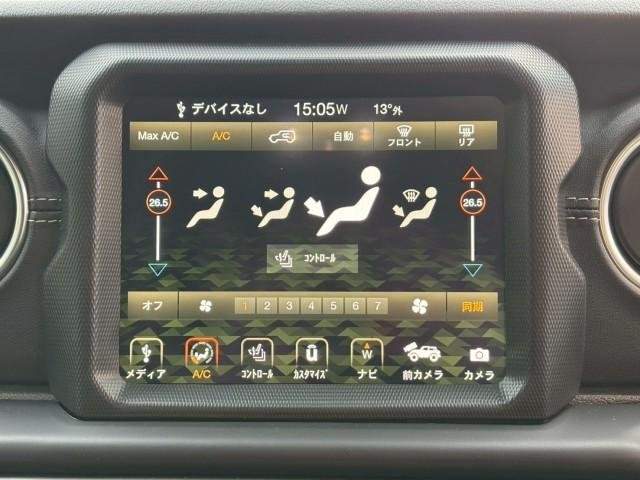 デバイスなし 15:05W 13°外
Max A/C A/C 自動 フロント リア
26.5 26.5
コントロール
オフ 1 2 3 4 5 6 7 同期
W
メディア A/C コントロール カスタマイズ ナビ 前カメラ カメラ